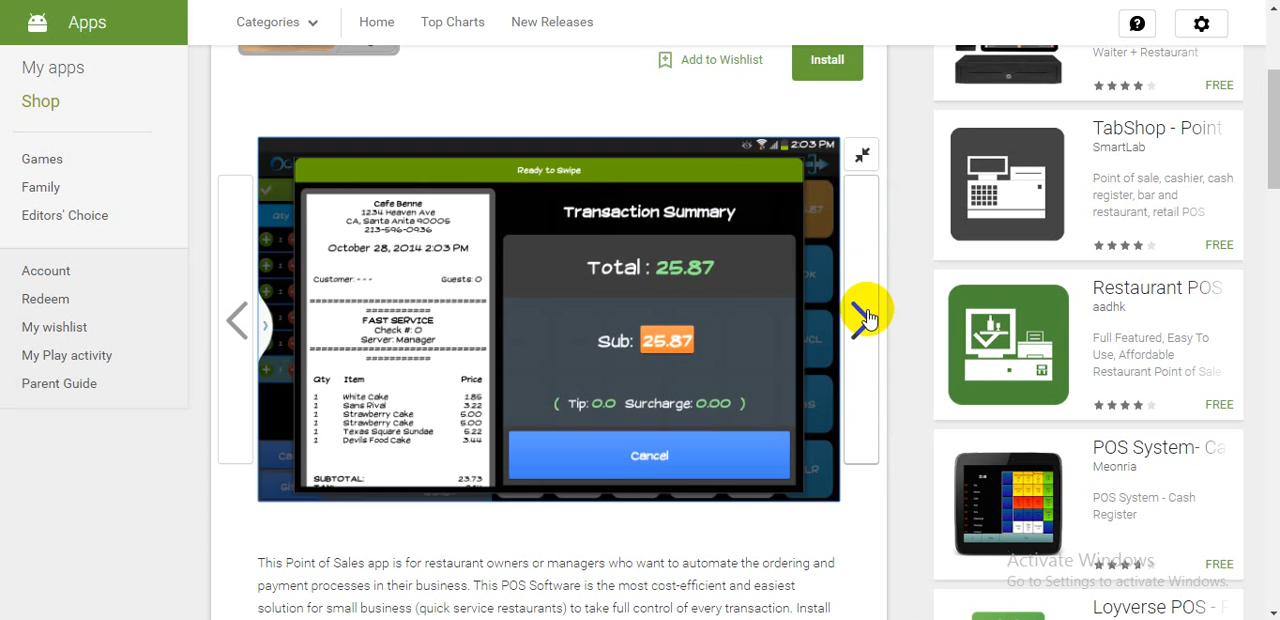 Apps
Categories
Home
Top Charts
New Releases
My apps
Shop
Games
Family
Editors' Choice
Account
Redeem
My wishlist
My Play activity
Parent Guide
Add to Wishlist
Install
2:03 PM
Ready to Swipe
Qty
Cafe Benne
1234 Heaven Ave
CA, Santa Anita 90005
213-596-0936
October 28, 2014 2:03 PM
Customer: - - -
Guests: 0
===================================
===========
FAST SERVICE
Check #: 0
Server: Manager
===================================
===========
Qty Item Price
1 White Cake 1.85
1 Sans Rival 3.22
1 Strawberry Cake 5.00
1 Strawberry Cake 5.00
1 Texas Square Sundae 5.22
1 Devils Food Cake 3.44
SUBTOTAL: 23.73
Transaction Summary
Total : 25.87
Sub: 25.87
( Tip: 0.0 Surcharge: 0.00 )
Cancel
This Point of Sales app is for restaurant owners or managers who want to automate the ordering and
payment processes in their business. This POS Software is the most cost-efficient and easiest
solution for small business (quick service restaurants) to take full control of every transaction. Install
Waiter + Restaurant
FREE
TabShop - Point
SmartLab
Point of sale, cashier, cash
register, bar and
restaurant, retail POS
FREE
Restaurant POS
aadhk
Full Featured, Easy To
Use, Affordable
Restaurant Point of Sale
FREE
POS System- Ca
Meonria
POS System - Cash
Register
FREE
Activate Windows
Go to Settings to activate Windows.
Loyverse POS -